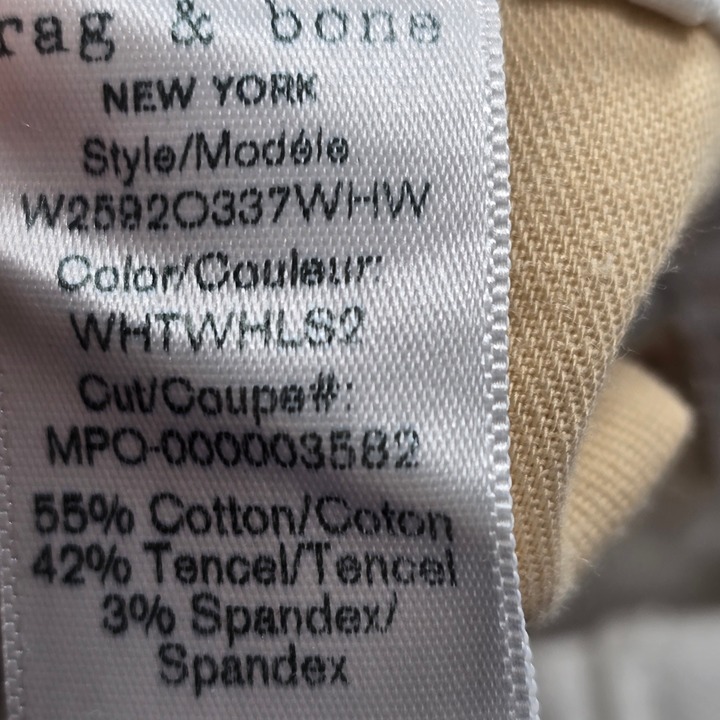 rag & bone
NEW YORK
Style/Modéle
W2592O337WHW
Color/Couleur:
WHTWHLS2
Cut/Coupe#:
MPO-0000003582
55% Cotton/Coton
42% Tencel/Tencel
3% Spandex/
Spandex